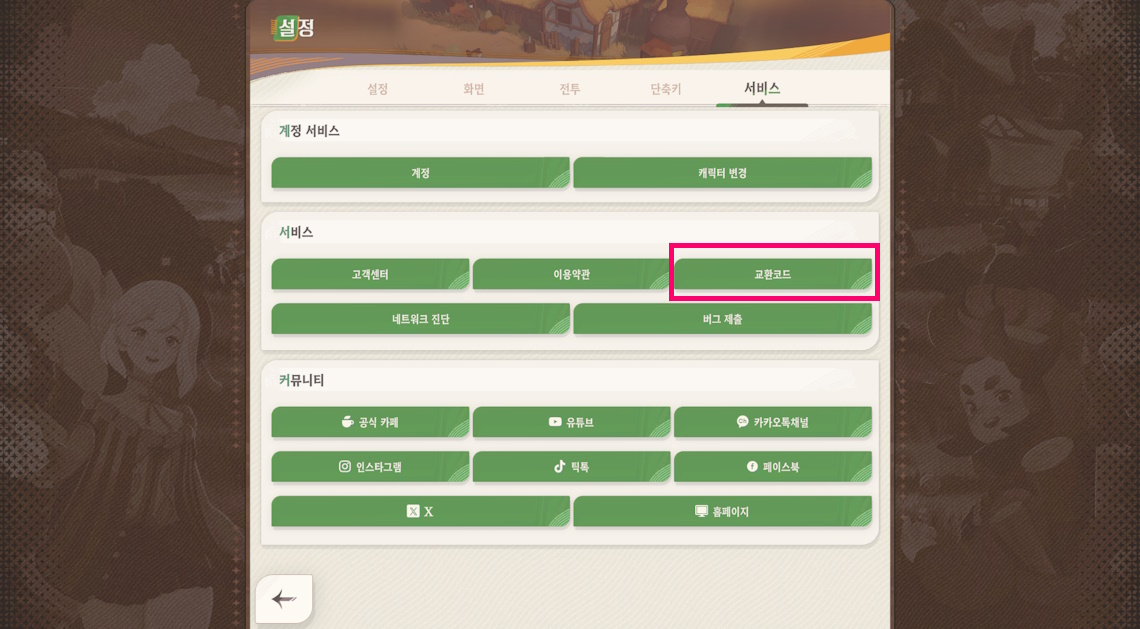 설정
설정 화면 전투 단축키 서비스
계정 서비스
계정 캐릭터 변경
서비스
고객센터 이용약관 교환코드
네트워크 진단 버그 제출
커뮤니티
공식 카페 유튜브 카카오톡채널
인스타그램 틱톡 페이스북
X X
홈페이지